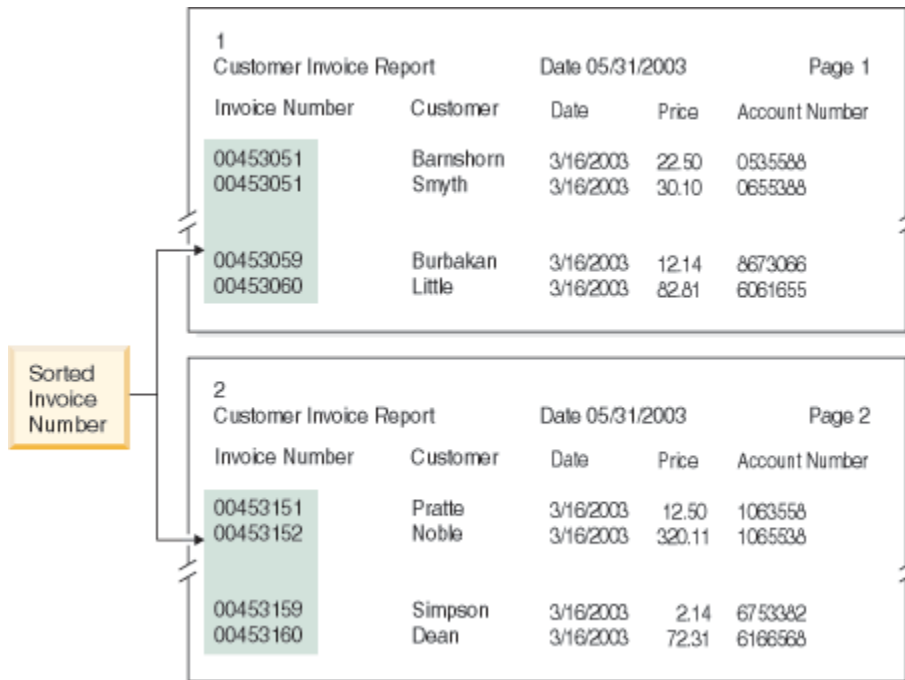 1
Customer Invoice Report Date 05/31/2003 Page 1
Invoice Number Customer Date Price Account Number
00453051 Barnshorn 3/16/2003 22.50 0535588
00453051 Smyth 3/16/2003 30.10 0655388
00453059 Burbakan 3/16/2003 12.14 8673066
00453060 Little 3/16/2003 82.81 6061655
Sorted
Invoice
Number
2
Customer Invoice Report Date 05/31/2003 Page 2
Invoice Number Customer Date Price Account Number
00453151 Pratte 3/16/2003 12.50 1063558
00453152 Noble 3/16/2003 320.11 1065538
00453159 Simpson 3/16/2003 2.14 6753382
00453160 Dean 3/16/2003 72.31 6166568